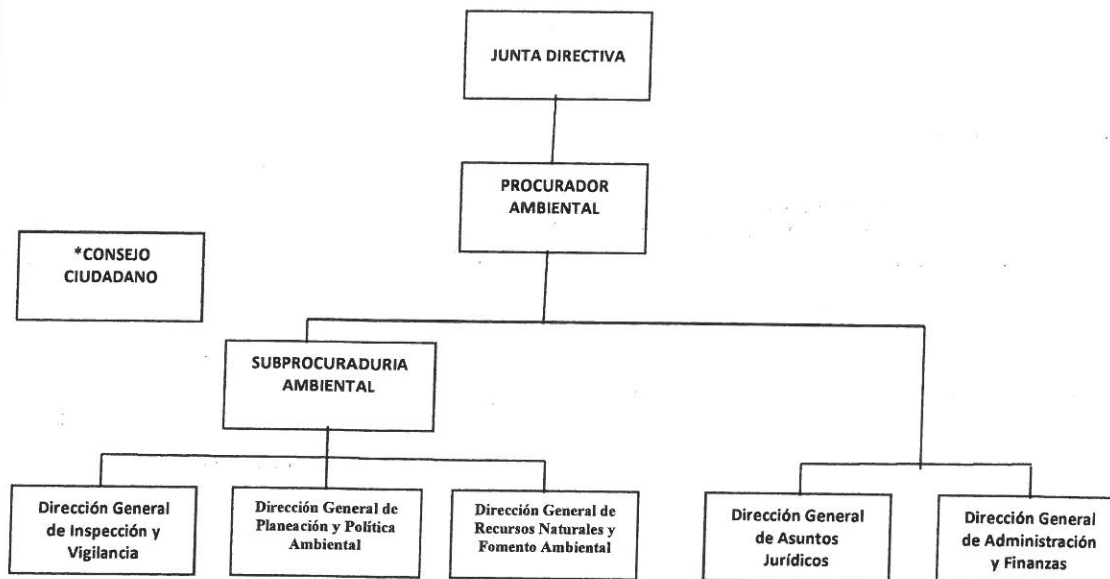 JUNTA DIRECTIVA
PROCURADOR
AMBIENTAL
*CONSEJO
CIUDADANO
SUBPROCURADURIA
AMBIENTAL
Dirección General
de Inspección y
Vigilancia
Dirección General de
Planeación y Política
Ambiental
Dirección General de
Recursos Naturales y
Fomento Ambiental
Dirección General
de Asuntos
Jurídicos
Dirección General
de Administración
y Finanzas